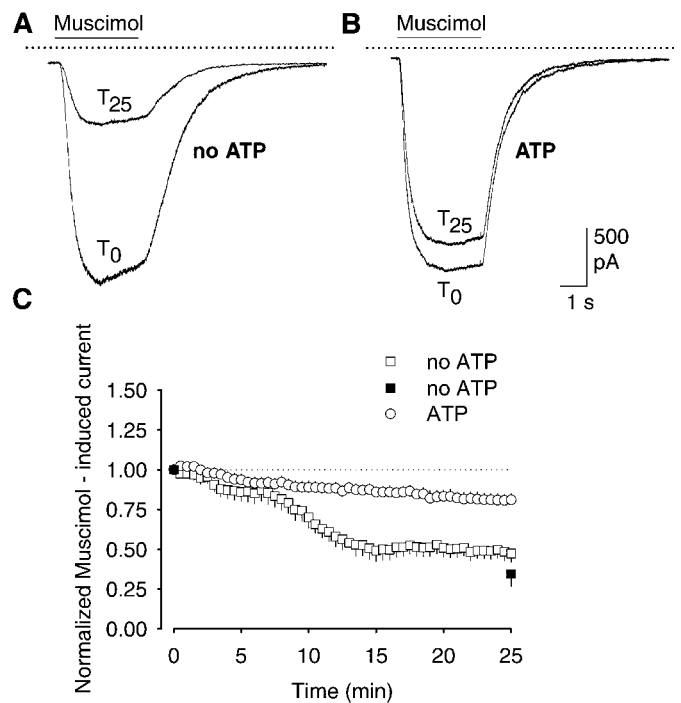 A
Muscimol
T25
no ATP
T0
B
Muscimol
ATP
T25
T0
500
pA
1 s
C
no ATP
no ATP
ATP
Normalized Muscimol - induced current
1.50
1.25
1.00
0.75
0.50
0.25
0.00
0 5 10 15 20 25
Time (min)